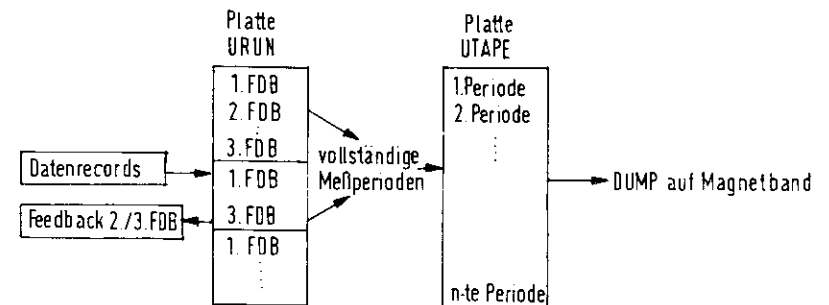 Platte
URUN
1. FDB
2. FDB
3. FDB
1. FDB
3. FDB
1. FDB
Datenrecords
Feedback 2./3.FDB
vollständige
Meßperioden
Platte
UTAPE
1.Periode
2. Periode
n-te Periode
DUMP auf Magnetband